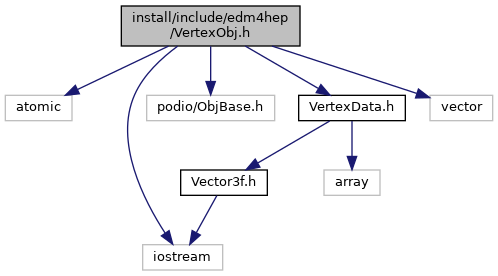 install/include/edm4hep
/VertexObj.h
atomic
podio/ObjBase.h
VertexData.h
vector
Vector3f.h
array
iostream